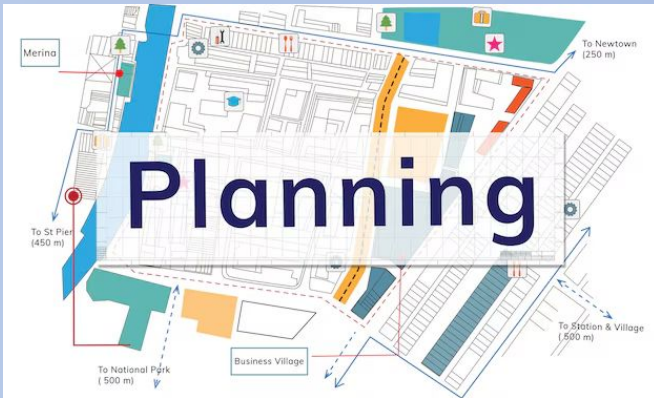 Merina
To Newtown
(250 m)
Planning
To St Pier
(450 m)
To Station & Village
( 500 m)
Business Village
To National Park
( 500 m)